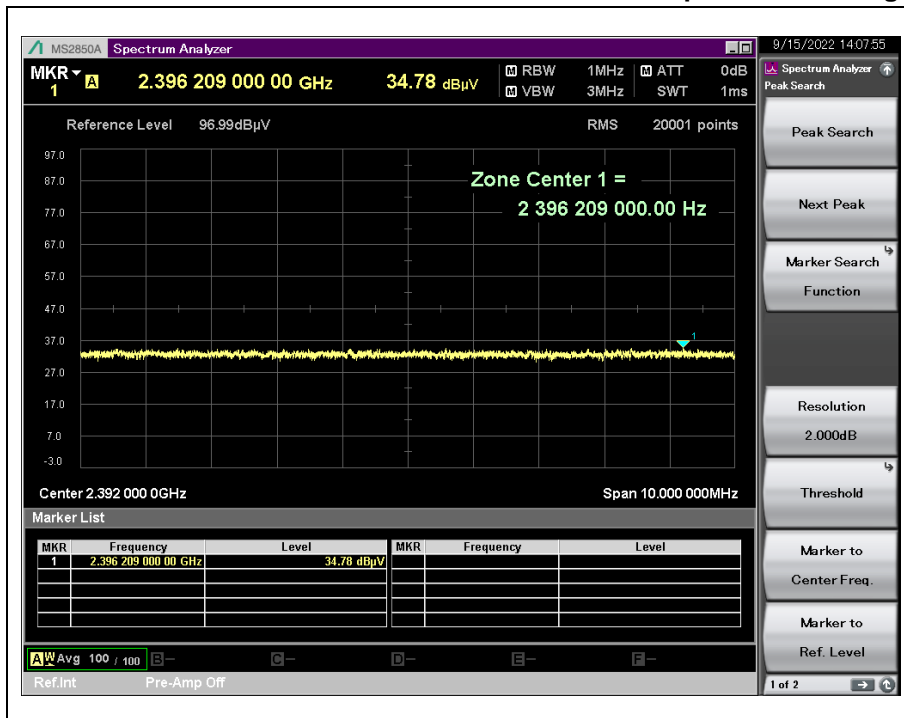 MS2850A Spectrum Analyzer 9/15/2022 14:07:55
MKR 1 A 2.396 209 000 00 GHz 34.78 dBμV
M RBW 1MHz M ATT 0dB
M VBW 3MHz SWT 1ms
Reference Level 96.99dBμV RMS 20001 points
97.0
87.0
77.0
67.0
57.0
47.0
37.0
27.0
17.0
7.0
-3.0
Zone Center 1 =
2 396 209 000.00 Hz
1
Center 2.392 000 0GHz Span 10.000 000MHz
Marker List
MKR Frequency Level MKR Frequency Level
1 2.396 209 000 00 GHz 34.78 dBμV
A W Avg 100 / 100 B – C – D – E – F –
Ref.Int Pre-Amp Off
Spectrum Analyzer
Peak Search
Peak Search
Next Peak
Marker Search
Function
Resolution
2.000dB
Threshold
Marker to
Center Freq.
Marker to
Ref. Level
1 of 2